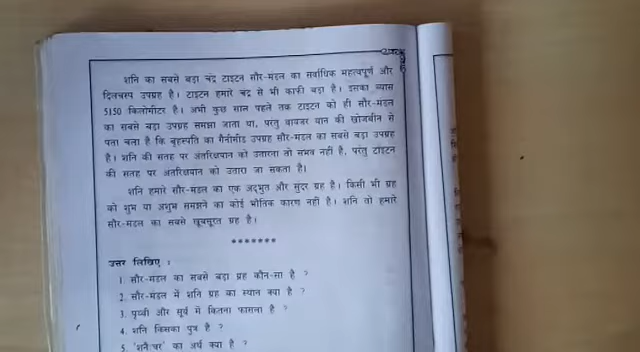 शनि का सबसे बड़ा चंद्र टाइटन सौर-मंडल का सर्वाधिक महत्वपूर्ण और
दिलचस्प उपग्रह है। टाइटन हमारे चंद्र से भी काफी बड़ा है। इसका व्यास
5150 किलोमीटर है। अभी कुछ साल पहले तक टाइटन को ही सौर-मंडल
का सबसे बड़ा उपग्रह समझा जाता था, परंतु वायजर यान की खोजबीन से
पता चला है कि बृहस्पति का गैनीमीड उपग्रह सौर-मंडल का सबसे बड़ा उपग्रह
है। शनि की सतह पर अंतरिक्षयान को उतारना तो संभव नहीं है, परंतु टाइटन
की सतह पर अंतरिक्षयान को उतारा जा सकता है।
शनि हमारे सौर-मंडल का एक अद्भुत और सुंदर ग्रह है। किसी भी ग्रह
को शुभ या अशुभ समझने का कोई भौतिक कारण नहीं है। शनि तो हमारे
सौर-मंडल का सबसे खूबसूरत ग्रह है।
*******
उत्तर लिखिए :
1. सौर-मंडल का सबसे बड़ा ग्रह कौन-सा है ?
2. सौर-मंडल में शनि ग्रह का स्थान क्या है ?
3. पृथ्वी और सूर्य में कितना फासला है ?
4. शनि किसका पुत्र है ?
5. 'शनैःचर' का अर्थ क्या है ?